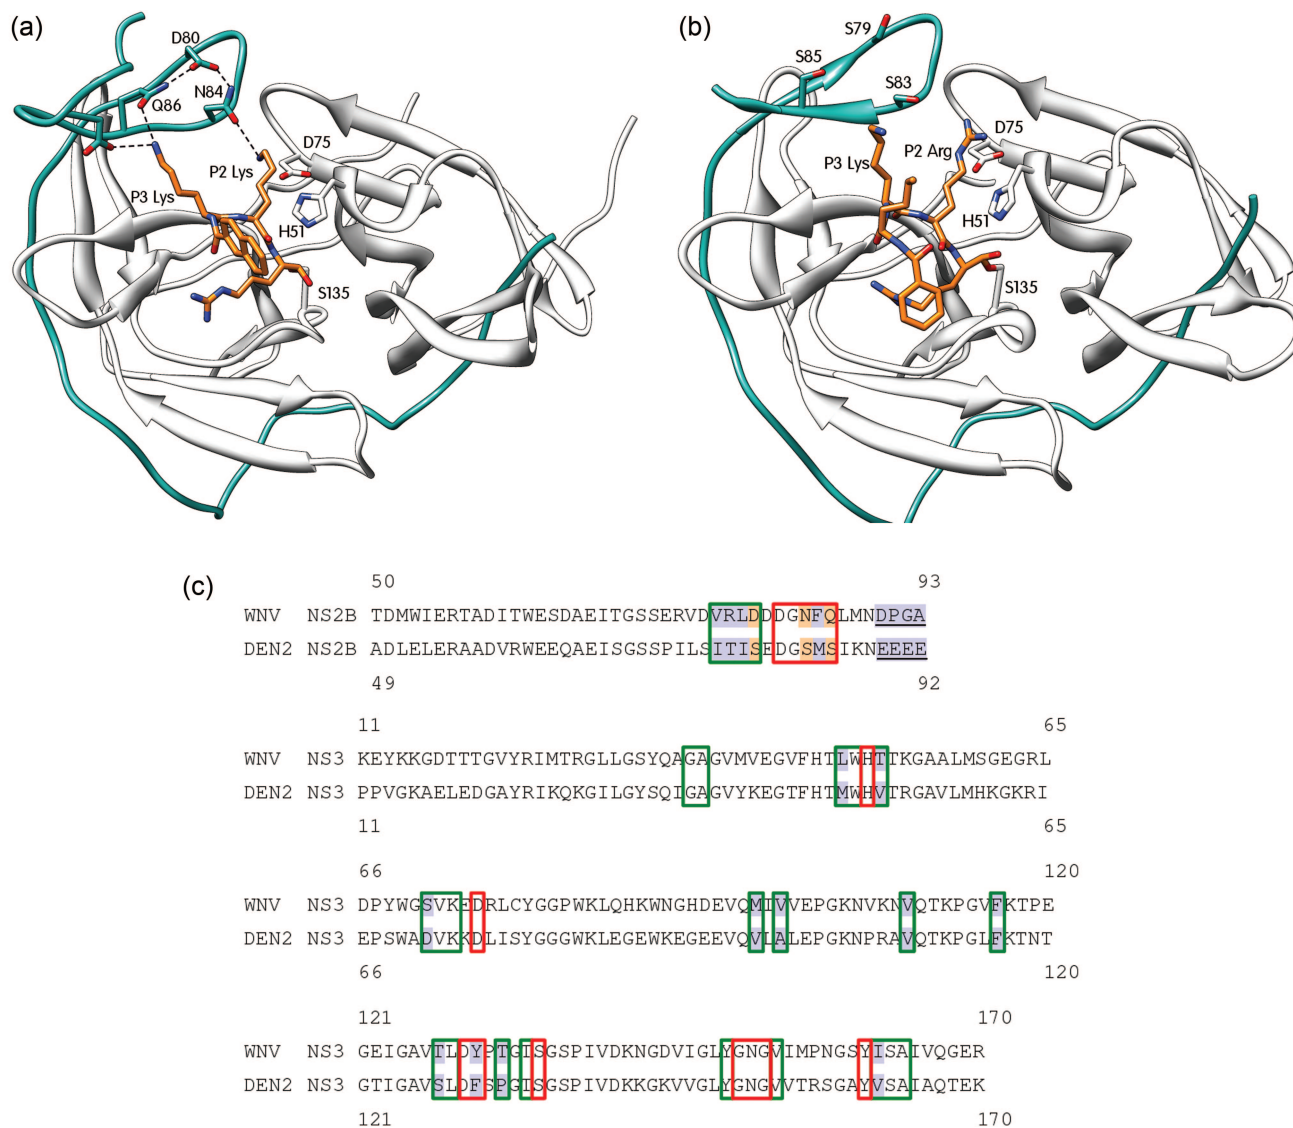 (a)
D80
Q86
N84
D75
P2 Lys
P3 Lys
H51
S135
(b)
S79
S85
S83
D75
P3 Lys
P2 Arg
H51
S135
(c)
50 93
WNV NS2B TDMWIERTADITWESDAEITGSSERVDVRLDDDGNFQLMNDPGA
DEN2 NS2B ADLELERAADVRWEEQAEISGSSPILSITISEDGSMSIKNEEEE
49 92
11 65
WNV NS3 KEYKKGDTTTGVYRIMTRGLLGSYQAGAGVMVEGVFHTLWHTTKGAALMSGEGRL
DEN2 NS3 PPVGKAELEDGAYRIKQKGILGYSQIGAGVYKEGTFHTMWHVTRGAVLMHKGKRI
11 65
66 120
WNV NS3 DPYWGSVKEDRLCYGGPWKLQHKWNGHDEVQMIVVEPGKNVKNVQTKPGVFKTPE
DEN2 NS3 EPSWADVKKDLISYGGGWKLEGEWKEGEEVQVLALEPGKNPRAVQTKPGLFKTNT
66 120
121 170
WNV NS3 GEIGAVTLDYPTGTSGSPIVDKNGDVIGLYGNGVIMPNGSYISAIVQGER
DEN2 NS3 GTIGAVSLDFSPGTSGSPIVDKKGKVVGLYGNGVVTRSGAYVSAIAQTEK
121 170